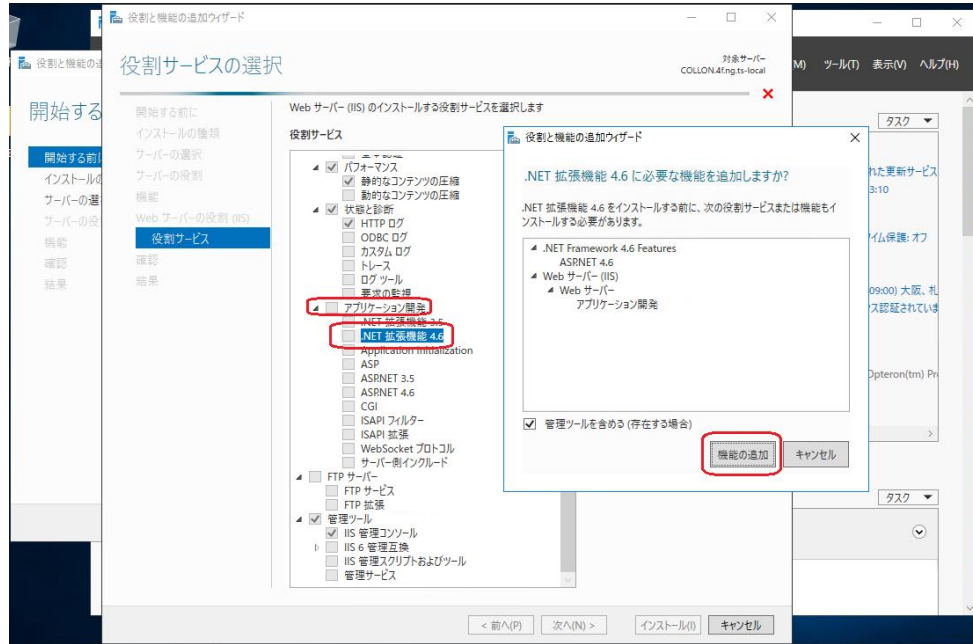 役割と機能の追加ウィザード
役割サービスの選択
対象サーバー
COLLON.4f.ng.ts-local
開始する前に
インストールの種類
サーバーの選択
サーバーの役割
機能
Web サーバーの役割 (IIS)
役割サービス
確認
結果
Web サーバー (IIS) のインストールする役割サービスを選択します
役割サービス
パフォーマンス
静的なコンテンツの圧縮
動的なコンテンツの圧縮
状態と診断
HTTP ログ
ODBC ログ
カスタム ログ
トレース
ログ ツール
要求の監視
アプリケーション開発
.NET 拡張機能 3.5
.NET 拡張機能 4.6
Application Initialization
ASP
ASP.NET 3.5
ASP.NET 4.6
CGI
ISAPI フィルター
ISAPI 拡張
WebSocket プロトコル
サーバー側インクルード
FTP サーバー
FTP サービス
FTP 拡張
管理ツール
IIS 管理コンソール
IIS 6 管理互換
IIS 管理スクリプトおよびツール
管理サービス
< 前へ(P)
次へ(N) >
インストール(I)
キャンセル
役割と機能の追加ウィザード
.NET 拡張機能 4.6 に必要な機能を追加しますか?
.NET 拡張機能 4.6 をインストールする前に、次の役割サービスまたは機能もイ
ンストールする必要があります。
.NET Framework 4.6 Features
ASP.NET 4.6
Web サーバー (IIS)
Web サーバー
アプリケーション開発
管理ツールを含める (存在する場合)
機能の追加
キャンセル
役割と機能の追
開始する
開始する前に
インストールの
サーバーの選
サーバーの役
機能
確認
結果
(M) ツール(T) 表示(V) ヘルプ(H)
タスク
れた更新サービス
3:10
イム保護: オフ
09:00) 大阪、札
ス認証されていま
Opteron(tm) Pr
タスク